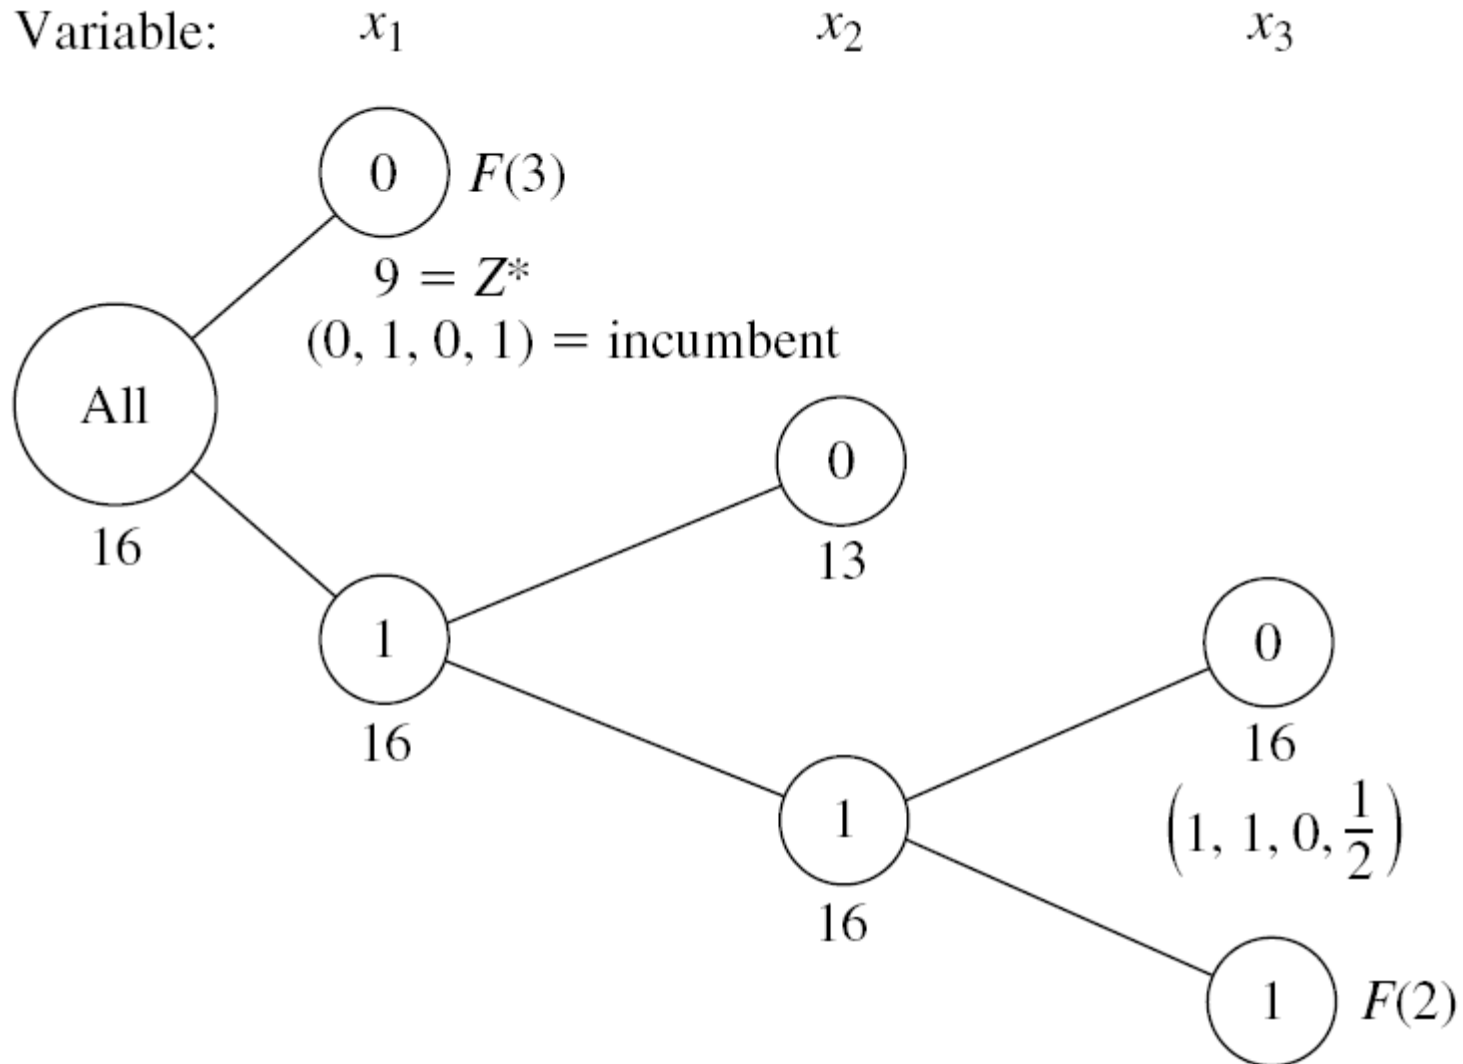 Variable: x₁ x₂ x₃
0 F(3)
9 = Z*
(0, 1, 0, 1) = incumbent
All
16
0
13
1
16
0
16
(1, 1, 0, 1/2)
1
16
1 F(2)